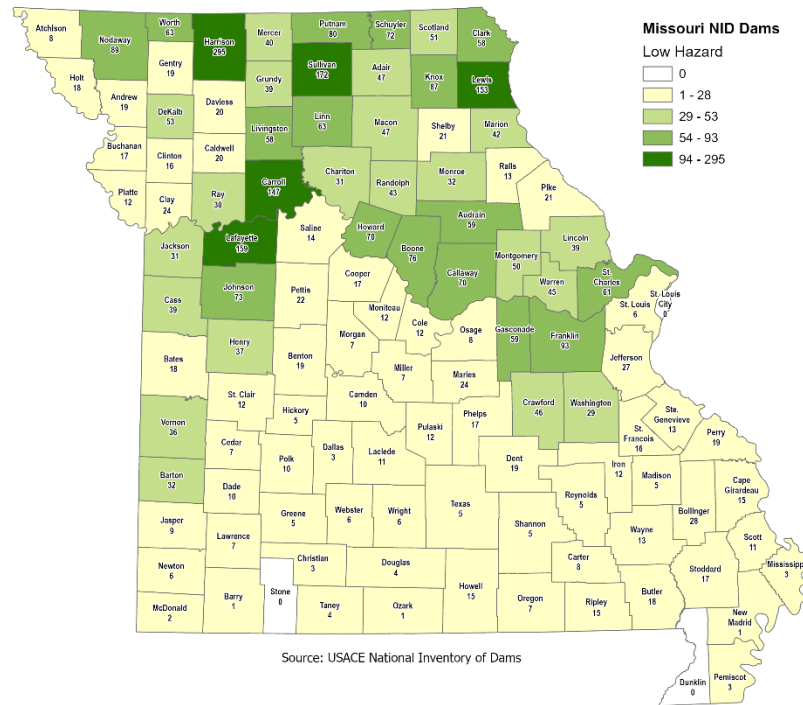 Missouri NID Dams
Low Hazard
0
1 - 28
29 - 53
54 - 93
94 - 295
Atchison
8
Nodaway
89
Worth
63
Harrison
295
Mercer
40
Putnam
80
Schuyler
72
Scotland
51
Clark
58
Holt
18
Andrew
19
Gentry
19
DeKalb
53
Daviess
20
Grundy
39
Sullivan
172
Adair
47
Knox
87
Lewis
153
Buchanan
17
Clinton
16
Caldwell
20
Livingston
58
Linn
63
Macon
47
Shelby
21
Marion
42
Platte
12
Clay
24
Ray
30
Carroll
147
Chariton
31
Randolph
43
Monroe
32
Ralls
13
Pike
21
Jackson
31
Lafayette
159
Saline
14
Howard
70
Boone
76
Audrain
59
Callaway
70
Montgomery
50
Lincoln
39
Warren
45
St.
Charles
61
St. Louis
6
St. Louis
City
0
Cass
39
Johnson
73
Pettis
22
Cooper
17
Moniteau
12
Cole
12
Osage
8
Gasconade
59
Franklin
93
Jefferson
27
Bates
18
Henry
37
Benton
19
Morgan
7
Miller
7
Maries
24
Crawford
46
Washington
29
Ste.
Genevieve
13
St.
Francois
16
Perry
19
Vernon
36
St. Clair
12
Hickory
5
Camden
10
Pulaski
12
Phelps
17
Dent
19
Iron
12
Madison
5
Cape
Girardeau
15
Barton
32
Cedar
7
Polk
10
Dallas
3
Laclede
11
Texas
5
Reynolds
5
Bollinger
28
Jasper
9
Dade
10
Greene
5
Webster
6
Wright
6
Shannon
5
Wayne
13
Scott
11
Mississippi
3
Newton
6
Lawrence
7
Christian
3
Douglas
4
Howell
15
Carter
8
Butler
18
Stoddard
17
McDonald
2
Barry
1
Stone
0
Taney
4
Ozark
1
Oregon
7
Ripley
15
New
Madrid
1
Dunklin
0
Pemiscot
3
Source: USACE National Inventory of Dams